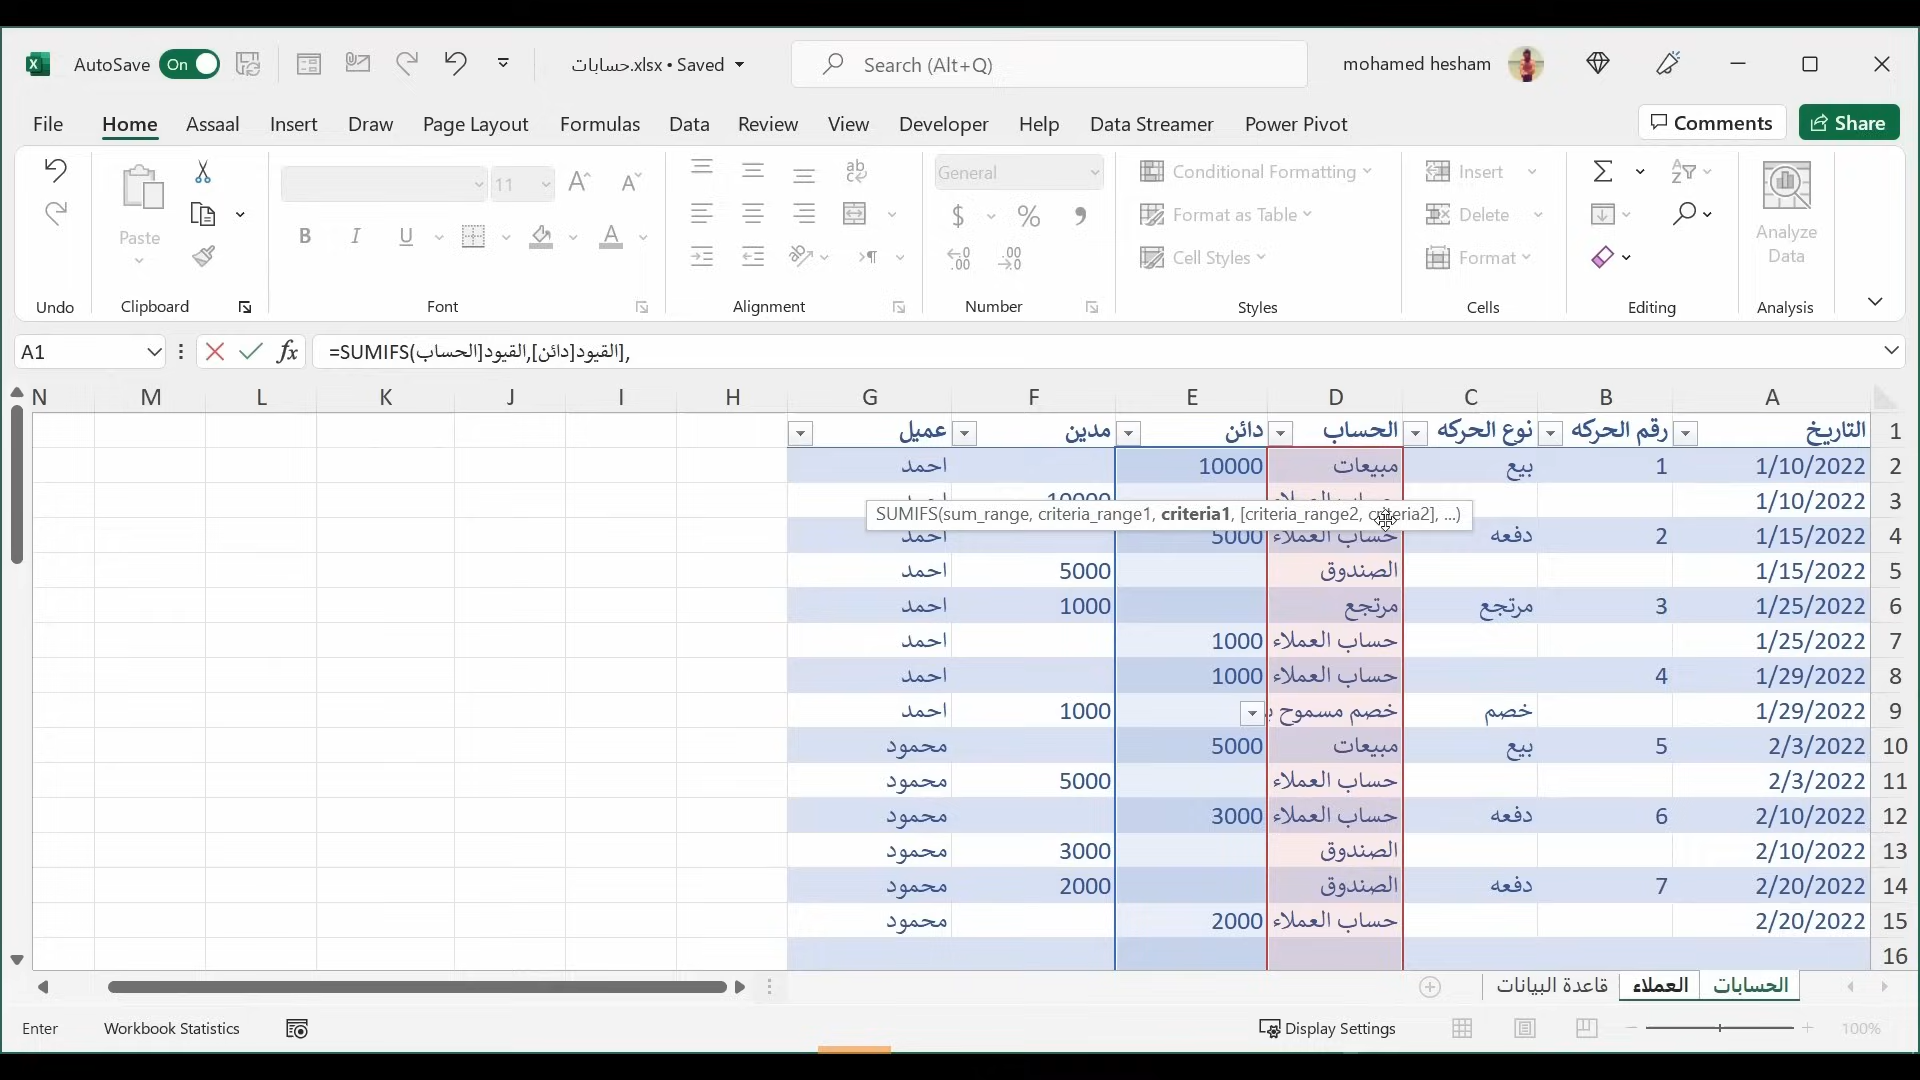 AutoSave On حسابات.xlsx • Saved Search (Alt+Q) mohamed hesham
File Home Assaal Insert Draw Page Layout Formulas Data Review View Developer Help Data Streamer Power Pivot Comments Share
11 General Conditional Formatting Insert
Paste Format as Table Delete Analyze Data
Cell Styles Format
Undo Clipboard Font Alignment Number Styles Cells Editing Analysis
A1 =SUMIFS(القيود[دائن],القيود[الحساب],
N M L K J I H G F E D C B A
1 التاريخ رقم الحركه نوع الحركه الحساب دائن مدين عميل
2 1/10/2022 1 بيع مبيعات 10000 احمد
3 1/10/2022 10000
SUMIFS(sum_range, criteria_range1, criteria1, [criteria_range2, criteria2], ...)
4 1/15/2022 2 دفعه حساب العملاء 5000 احمد
5 1/15/2022 الصندوق 5000 احمد
6 1/25/2022 3 مرتجع مرتجع 1000 احمد
7 1/25/2022 حساب العملاء 1000 احمد
8 1/29/2022 4 حساب العملاء 1000 احمد
9 1/29/2022 خصم خصم مسموح 1000 احمد
10 2/3/2022 5 بيع مبيعات 5000 محمود
11 2/3/2022 حساب العملاء 5000 محمود
12 2/10/2022 6 دفعه حساب العملاء 3000 محمود
13 2/10/2022 الصندوق 3000 محمود
14 2/20/2022 7 دفعه الصندوق 2000 محمود
15 2/20/2022 حساب العملاء 2000 محمود
16
الحسابات العملاء قاعدة البيانات
Enter Workbook Statistics Display Settings 100%